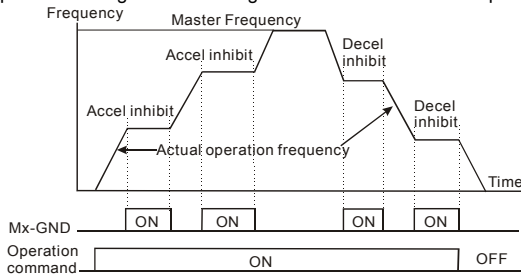 Frequency
Master Frequency
Accel inhibit
Decel
inhibit
Accel inhibit
Decel
inhibit
Actual operation frequency
Time
Mx-GND
ON
ON
ON
ON
Operation
command
ON
OFF